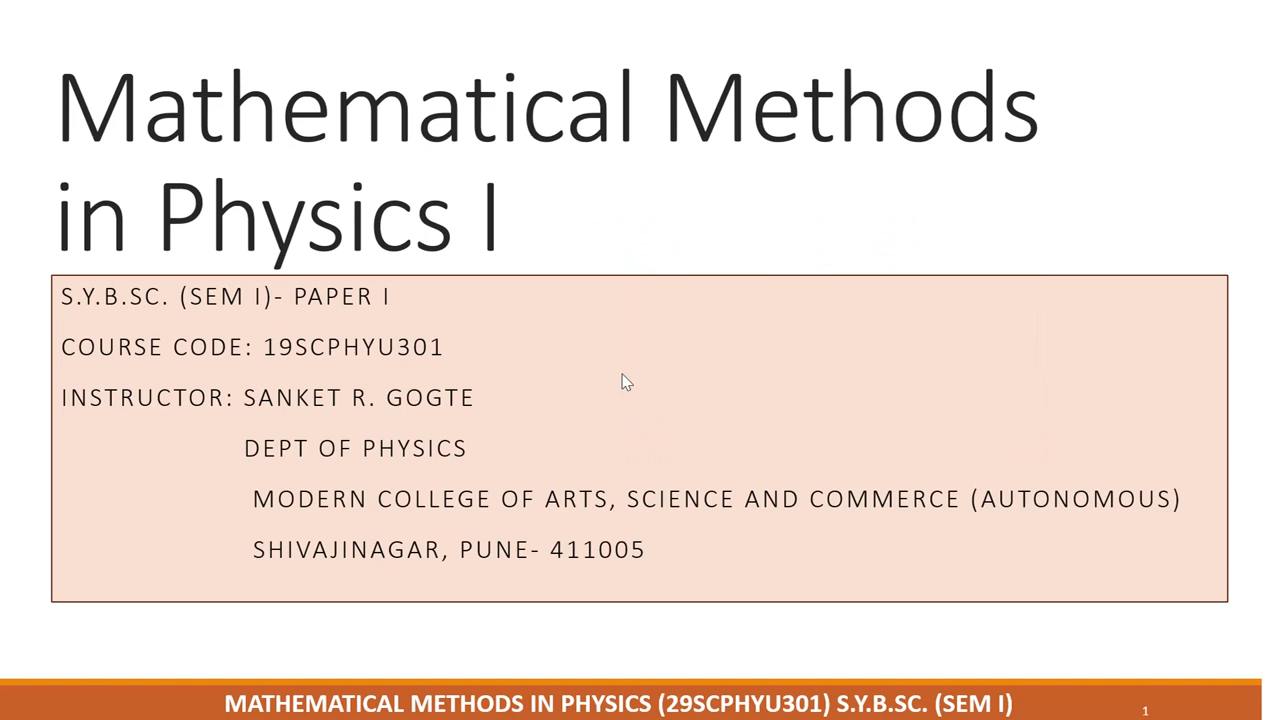 Mathematical Methods
in Physics I
S.Y.B.SC. (SEM I)- PAPER I
COURSE CODE: 19SCPHYU301
INSTRUCTOR: SANKET R. GOGTE
DEPT OF PHYSICS
MODERN COLLEGE OF ARTS, SCIENCE AND COMMERCE (AUTONOMOUS)
SHIVAJINAGAR, PUNE- 411005
MATHEMATICAL METHODS IN PHYSICS (29SCPHYU301) S.Y.B.SC. (SEM I)
1